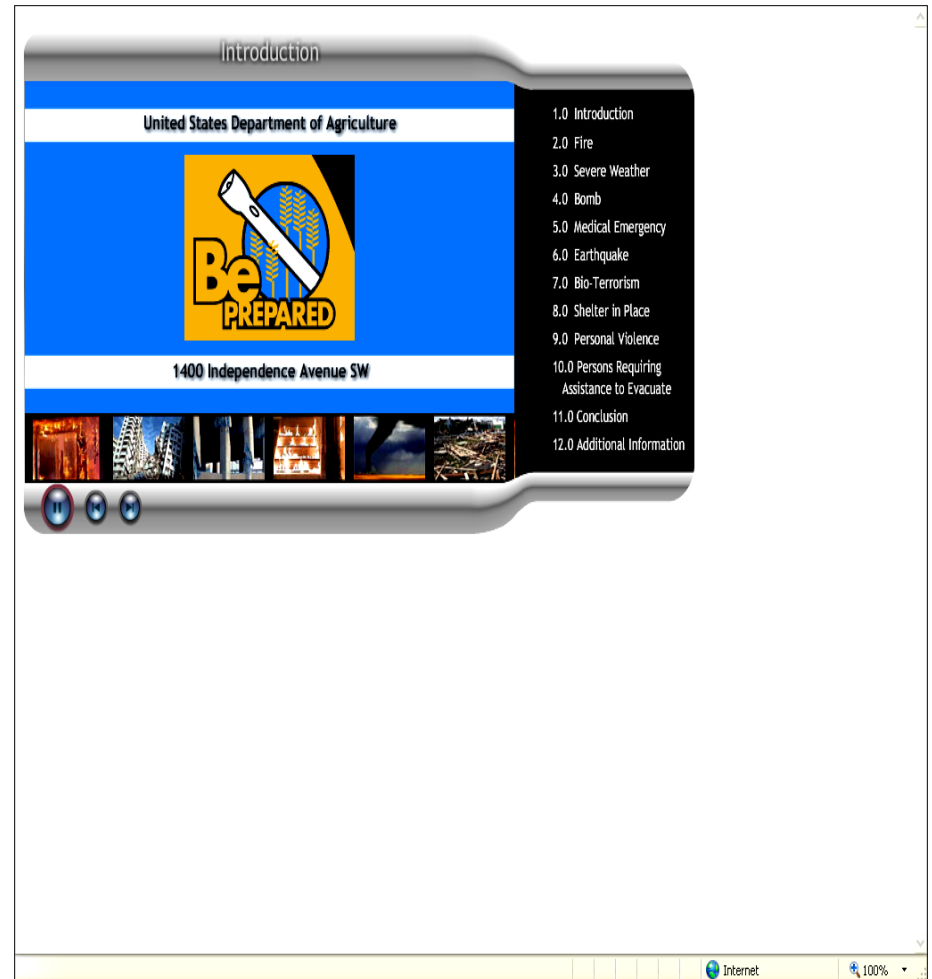 Introduction
United States Department of Agriculture
Be
PREPARED
1400 Independence Avenue SW
1.0 Introduction
2.0 Fire
3.0 Severe Weather
4.0 Bomb
5.0 Medical Emergency
6.0 Earthquake
7.0 Bio-Terrorism
8.0 Shelter in Place
9.0 Personal Violence
10.0 Persons Requiring
Assistance to Evacuate
11.0 Conclusion
12.0 Additional Information
Internet
100%